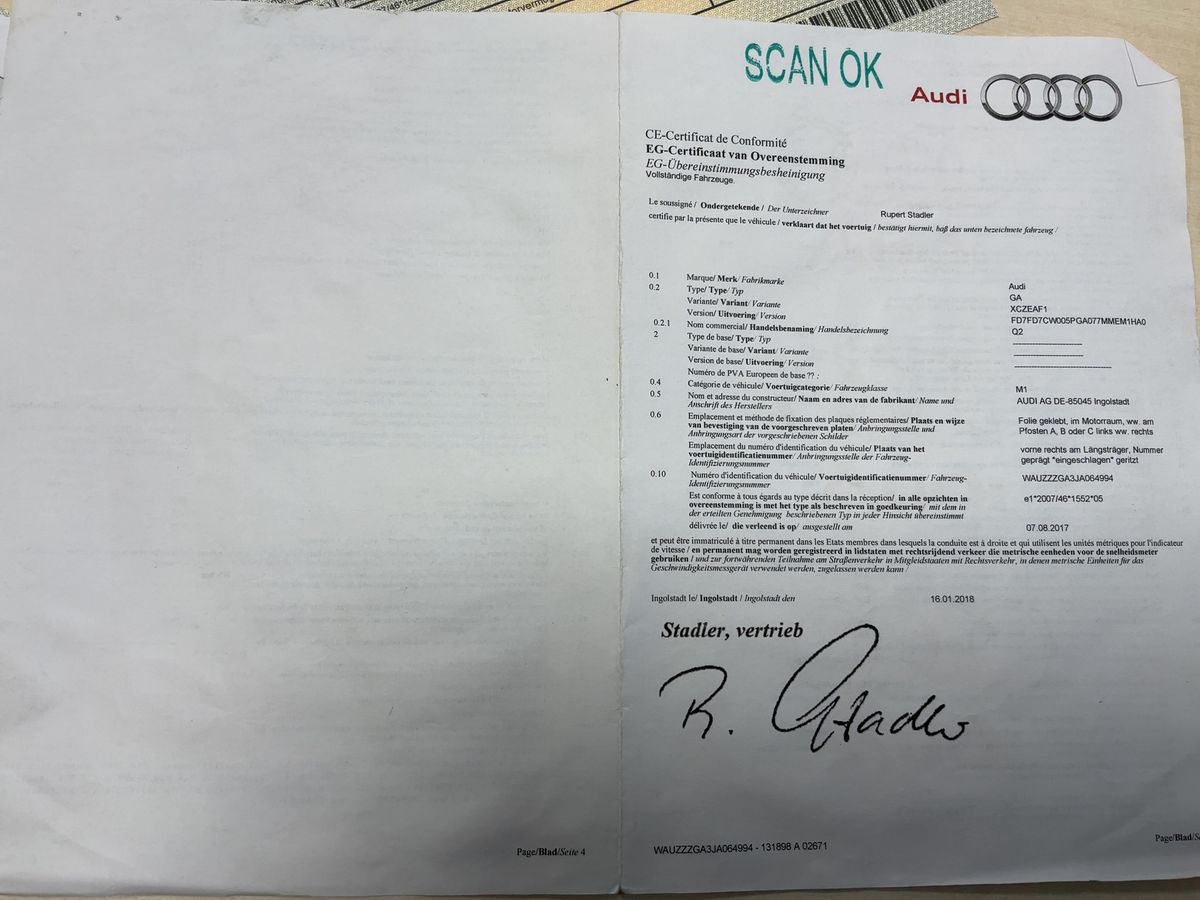 SCAN OK
Audi
CE-Certificat de Conformité
EG-Certificaat van Overeenstemming
EG-Übereinstimmungsbesheinigung
Vollständige Fahrzeuge.
Le soussigné / Ondergetekende / Der Unterzeichner Rupert Stadler
certifie par la présente que le véhicule / verklaart dat het voertuig / bestätigt hiermit, baß das unten bezeichnete fahrzeug /
0.1 Marque/ Merk/ Fabrikmarke Audi
0.2 Type/ Type/ Typ GA
Variante/ Variant/ Variante XCZEAF1
Version/ Uitvoering/ Version FD7FD7CW005PGA077MMEM1HA0
0.2.1 Nom commercial/ Handelsbenaming/ Handelsbezeichnung Q2
2 Type de base/ Type/ Typ
Variante de base/ Variant/ Variante
Version de base/ Uitvoering/ Version
Numéro de PVA Europeen de base ?? :
0.4 Catégorie de véhicule/ Voertuigcategorie/ Fahrzeugklasse M1
0.5 Nom et adresse du constructeur/ Naam en adres van de fabrikant/ Name und AUDI AG DE-85045 Ingolstadt
Anschrift des Herstellers
0.6 Emplacement et méthode de fixation des plaques réglementaires/ Plaats en wijze Folie geklebt, im Motorraum, ww. am
van bevestiging van de voorgeschreven platen/ Anbringungsstelle und Pfosten A, B oder C links ww. rechts
Anbringungsart der vorgeschriebenen Schilder
Emplacement du numéro d'identification du véhicule/ Plaats van het vorne rechts am Längsträger, Nummer
voertuigidentificatienummer/ Anbringungsstelle der Fahrzeug- geprägt "eingeschlagen" geritzt
Identifizierungsnummer
0.10 Numéro d'identification du véhicule/ Voertuigidentificatienummer/ Fahrzeug- WAUZZZGA3JA064994
Identifizierungsnummer
Est conforme à tous égards au type décrit dans la réception/ in alle opzichten in e1*2007/46*1552*05
overeenstemming is met het type als beschreven in goedkeuring/ mit dem in
der erteilten Genehmigung beschriebenen Typ in jeder Hinsicht übereinstimmt
délivrée le/ die verleend is op/ ausgestellt am 07.08.2017
et peut être immatriculé à titre permanent dans les Etats membres dans lesquels la conduite est à droite et qui utilisent les unités métriques pour l'indicateur
de vitesse / en permanent mag worden geregistreerd in lidstaten met rechtsrijdend verkeer die metrische eenheden voor de snelheidsmeter
gebruiken / und zur fortwährenden Teilnahme am Straßenverkehr in Mitgliedstaaten mit Rechtsverkehr, in denen metrische Einheiten für das
Geschwindigkeitsmessgerät verwendet werden, zugelassen werden kann /
Ingolstadt le/ Ingolstadt / Ingolstadt den 16.01.2018
Stadler, vertrieb
R. Stadler
WAUZZZGA3JA064994 - 131898 A 02671
Page/Blad/Seite 4
Page/Blad/S